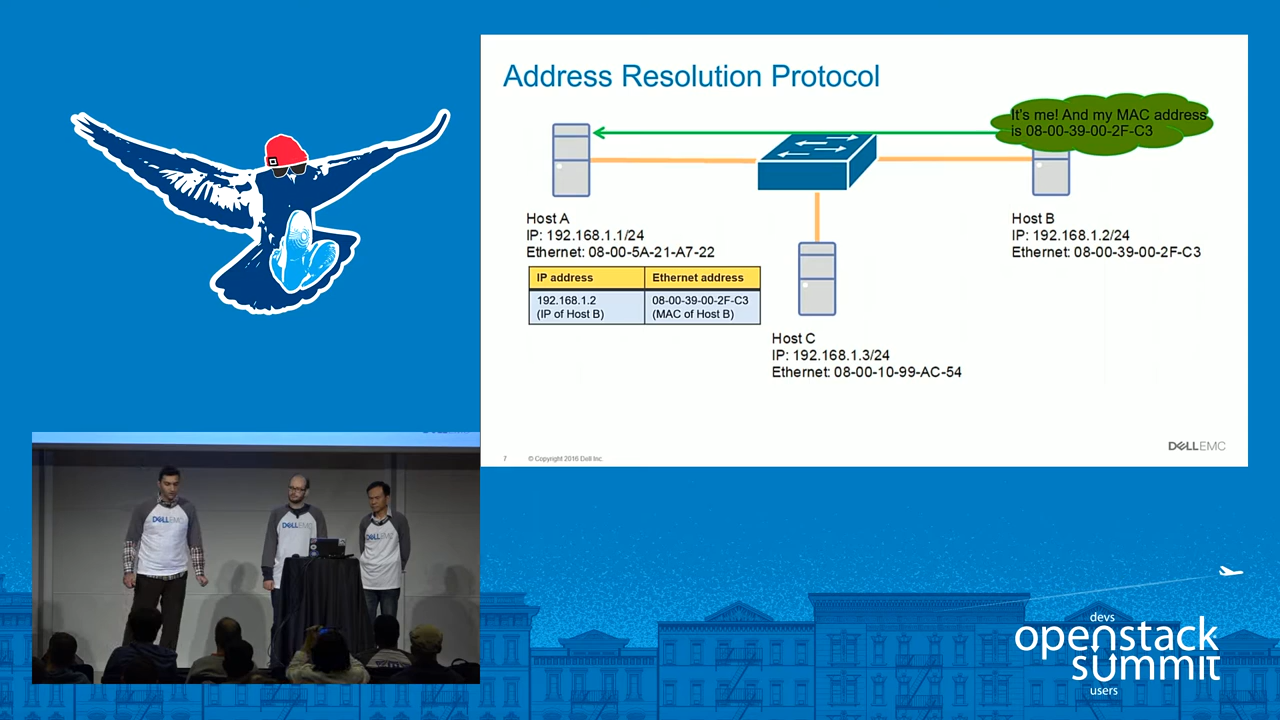 Address Resolution Protocol
It's me! And my MAC address
is 08-00-39-00-2F-C3
Host A
IP: 192.168.1.1/24
Ethernet: 08-00-5A-21-A7-22
IP address Ethernet address
192.168.1.2 08-00-39-00-2F-C3
(IP of Host B) (MAC of Host B)
Host B
IP: 192.168.1.2/24
Ethernet: 08-00-39-00-2F-C3
Host C
IP: 192.168.1.3/24
Ethernet: 08-00-10-99-AC-54
7 © Copyright 2016 Dell Inc.
DELLEMC
DELLEMC
DELLEMC
DELLEMC
devs
openstack
summit
users